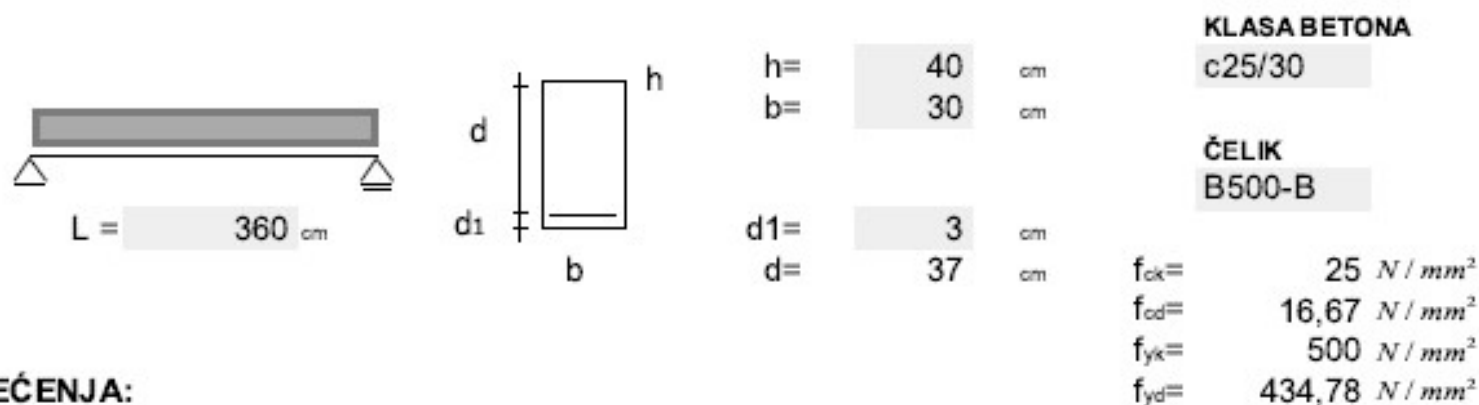 KLASA BETONA
h= 40 cm c25/30
h
b= 30 cm
d
ČELIK
B500-B
L = 360 cm d1 d1= 3 cm
b d= 37 cm fck= 25 N / mm²
fcd= 16,67 N / mm²
fyk= 500 N / mm²
EĆENJA: fyd= 434,78 N / mm²